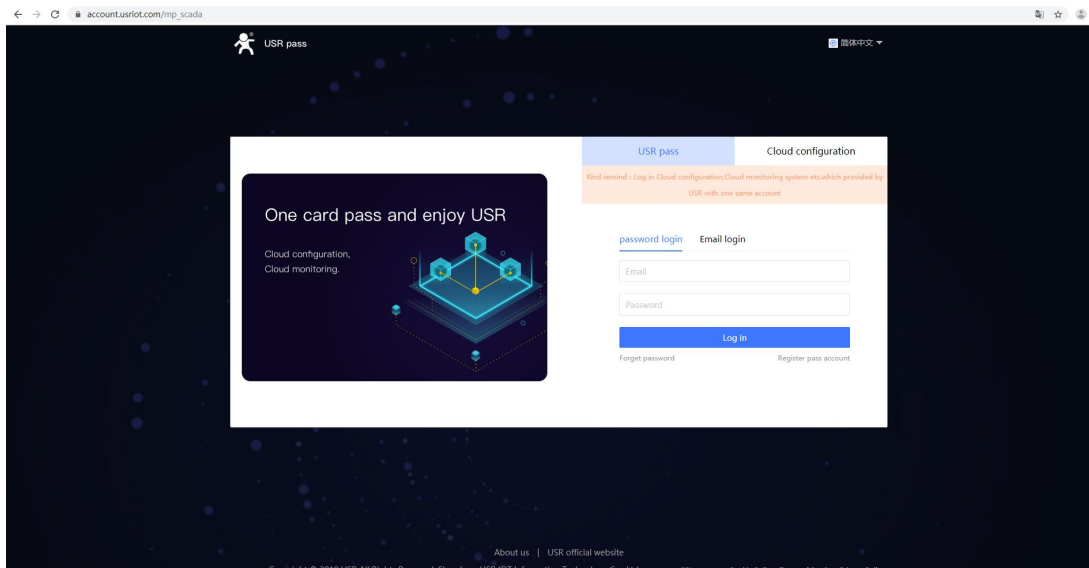 account.usriot.com/mp_scada
USR pass
简体中文
USR pass
Cloud configuration
Kind remind : Log in Cloud configuration,Cloud monitoring system etc.which provided by
USR with one same account
One card pass and enjoy USR
Cloud configuration,
Cloud monitoring.
password login
Email login
Email
Password
Log in
Forget password
Register pass account
About us | USR official website